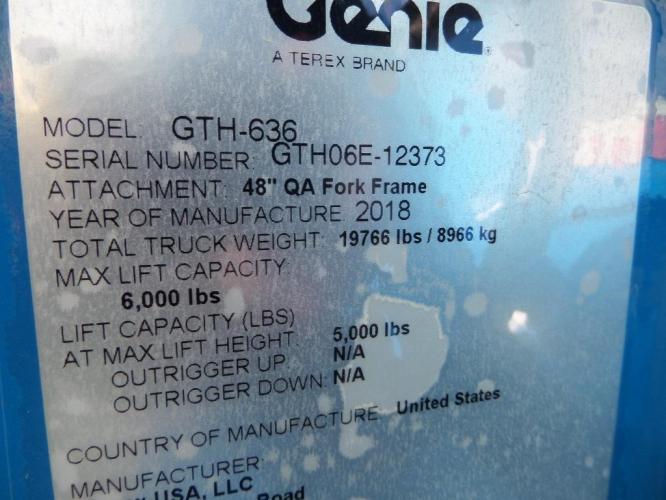 Genie
A TEREX BRAND
MODEL: GTH-636
SERIAL NUMBER: GTH06E-12373
ATTACHMENT: 48" QA Fork Frame
YEAR OF MANUFACTURE 2018
TOTAL TRUCK WEIGHT: 19766 lbs / 8966 kg
MAX LIFT CAPACITY:
6,000 lbs
LIFT CAPACITY (LBS)
AT MAX LIFT HEIGHT: 5,000 lbs
OUTRIGGER UP N/A
OUTRIGGER DOWN: N/A
COUNTRY OF MANUFACTURE United States
MANUFACTURER
USA, LLC
Road